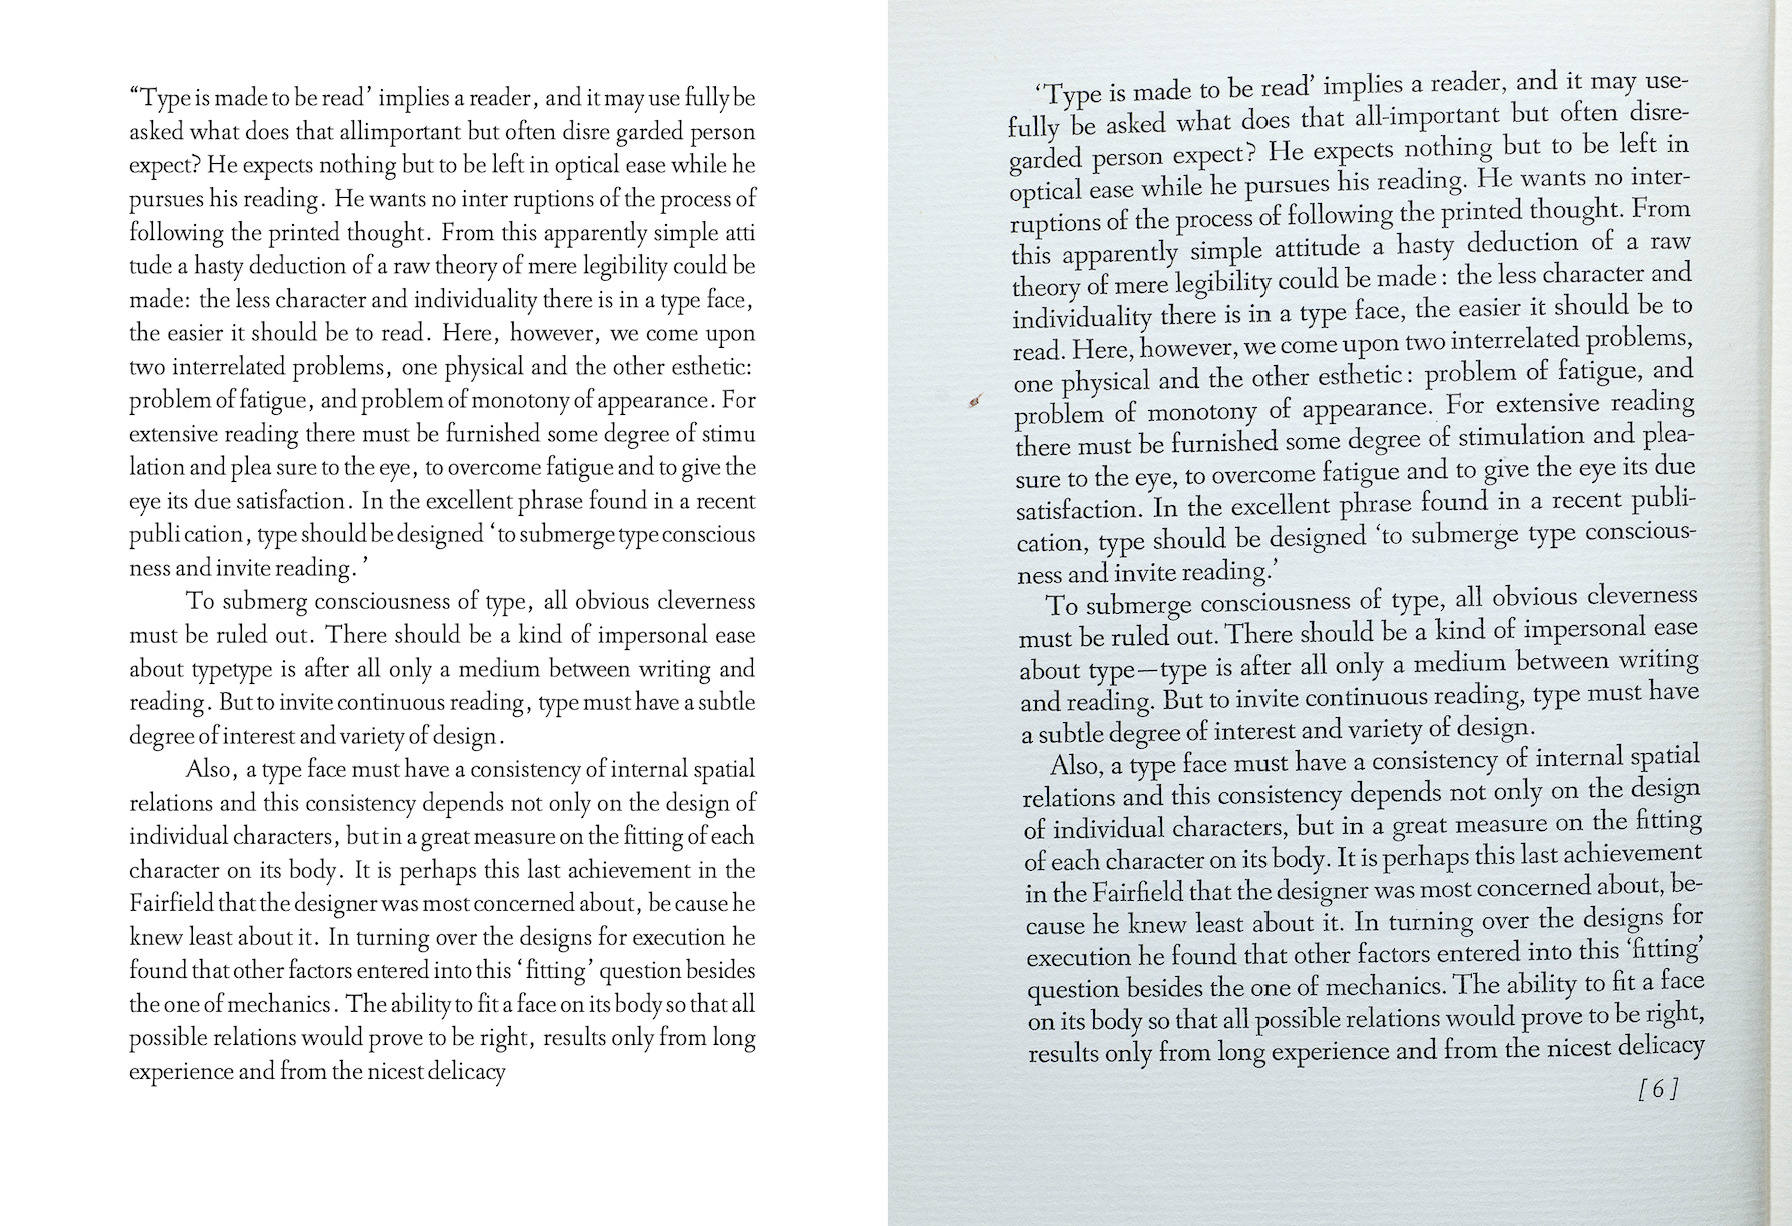 “Type is made to be read’ implies a reader, and it may use fully be
asked what does that allimportant but often disre garded person
expect? He expects nothing but to be left in optical ease while he
pursues his reading. He wants no inter ruptions of the process of
following the printed thought. From this apparently simple atti
tude a hasty deduction of a raw theory of mere legibility could be
made: the less character and individuality there is in a type face,
the easier it should be to read. Here, however, we come upon
two interrelated problems, one physical and the other esthetic:
problem of fatigue, and problem of monotony of appearance. For
extensive reading there must be furnished some degree of stimu
lation and plea sure to the eye, to overcome fatigue and to give the
eye its due satisfaction. In the excellent phrase found in a recent
publi cation, type should be designed ‘to submerge type conscious
ness and invite reading.’
To submerg consciousness of type, all obvious cleverness
must be ruled out. There should be a kind of impersonal ease
about typetype is after all only a medium between writing and
reading. But to invite continuous reading, type must have a subtle
degree of interest and variety of design.
Also, a type face must have a consistency of internal spatial
relations and this consistency depends not only on the design of
individual characters, but in a great measure on the fitting of each
character on its body. It is perhaps this last achievement in the
Fairfield that the designer was most concerned about, be cause he
knew least about it. In turning over the designs for execution he
found that other factors entered into this ‘fitting’ question besides
the one of mechanics. The ability to fit a face on its body so that all
possible relations would prove to be right, results only from long
experience and from the nicest delicacy
‘Type is made to be read’ implies a reader, and it may use-
fully be asked what does that all-important but often disre-
garded person expect? He expects nothing but to be left in
optical ease while he pursues his reading. He wants no inter-
ruptions of the process of following the printed thought. From
this apparently simple attitude a hasty deduction of a raw
theory of mere legibility could be made: the less character and
individuality there is in a type face, the easier it should be to
read. Here, however, we come upon two interrelated problems,
one physical and the other esthetic: problem of fatigue, and
problem of monotony of appearance. For extensive reading
there must be furnished some degree of stimulation and plea-
sure to the eye, to overcome fatigue and to give the eye its due
satisfaction. In the excellent phrase found in a recent publi-
cation, type should be designed ‘to submerge type conscious-
ness and invite reading.’
To submerge consciousness of type, all obvious cleverness
must be ruled out. There should be a kind of impersonal ease
about type—type is after all only a medium between writing
and reading. But to invite continuous reading, type must have
a subtle degree of interest and variety of design.
Also, a type face must have a consistency of internal spatial
relations and this consistency depends not only on the design
of individual characters, but in a great measure on the fitting
of each character on its body. It is perhaps this last achievement
in the Fairfield that the designer was most concerned about, be-
cause he knew least about it. In turning over the designs for
execution he found that other factors entered into this ‘fitting’
question besides the one of mechanics. The ability to fit a face
on its body so that all possible relations would prove to be right,
results only from long experience and from the nicest delicacy
[6]